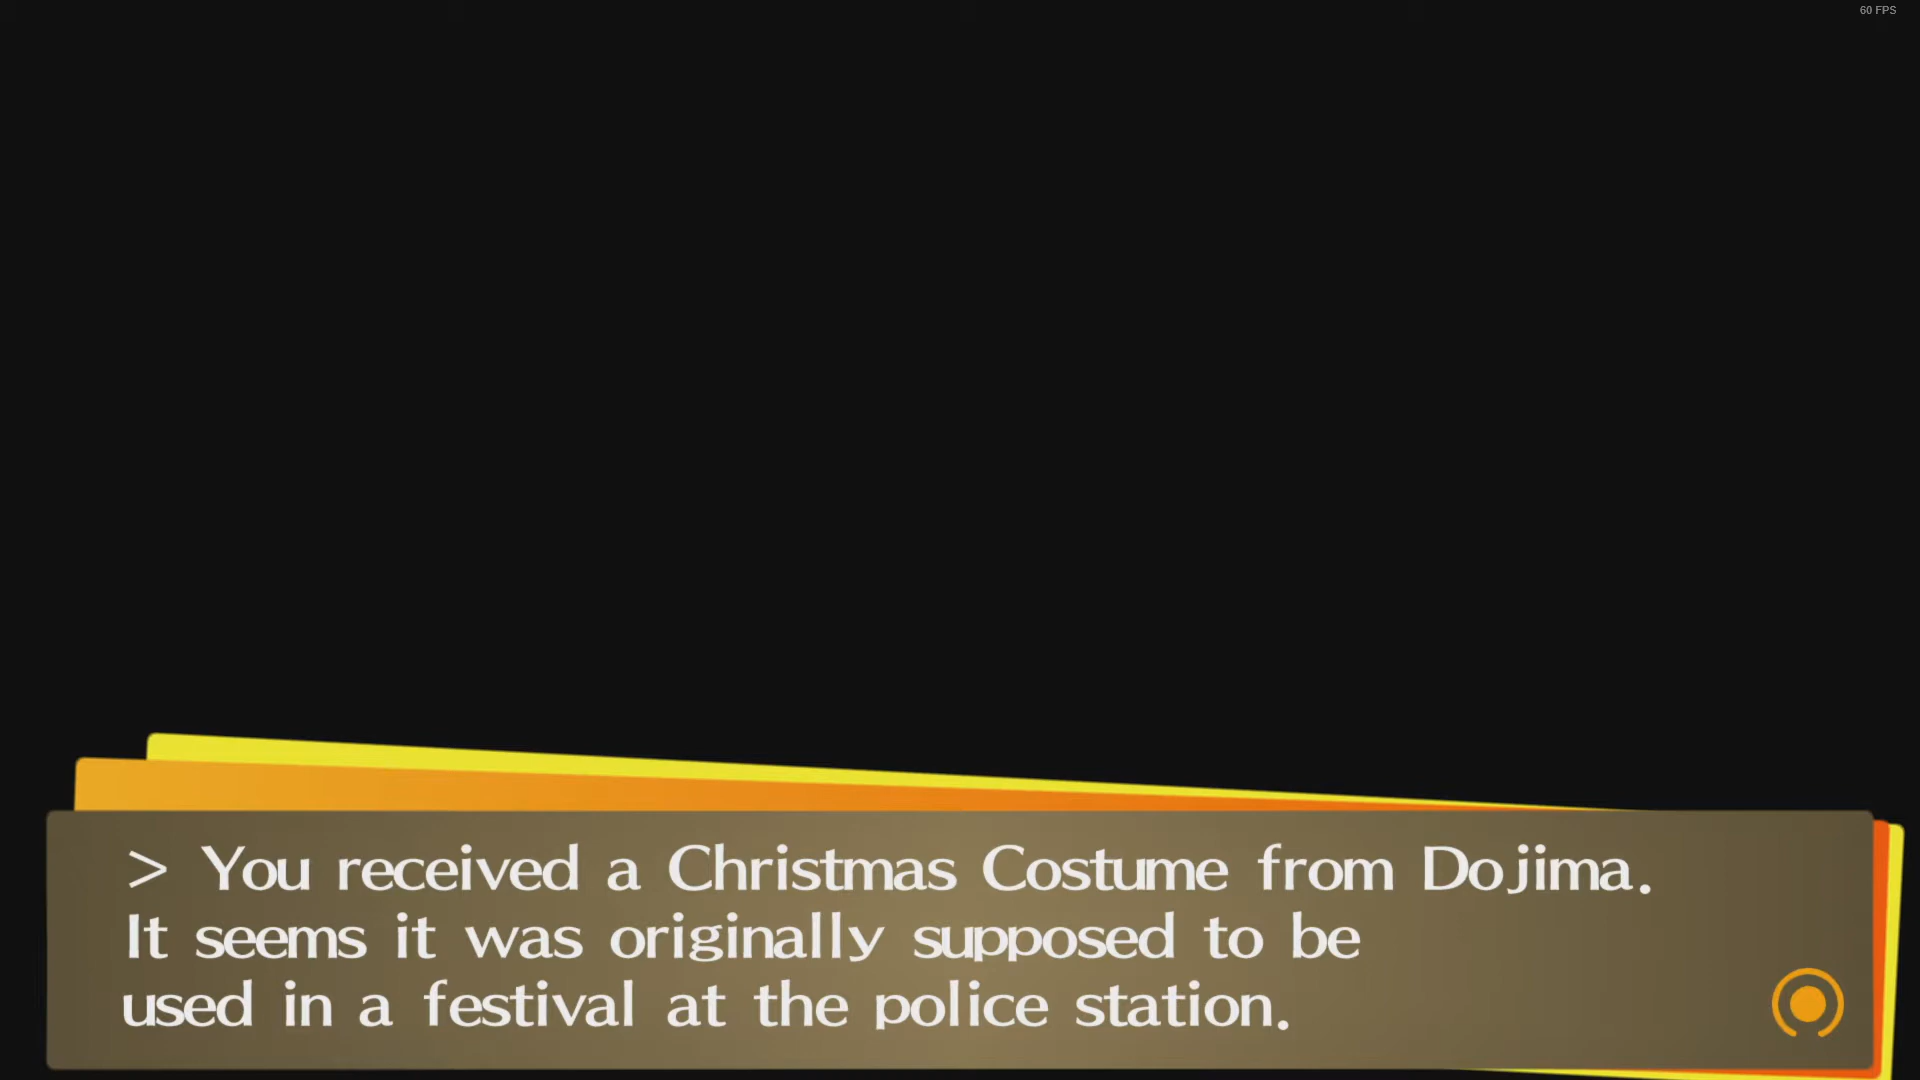 60 FPS
> You received a Christmas Costume from Dojima.
It seems it was originally supposed to be
used in a festival at the police station.